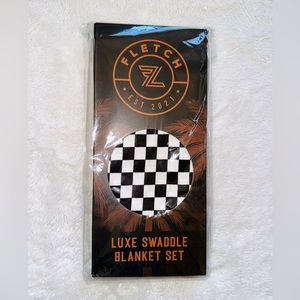 FLETCH
EST 2021
LUXE SWADDLE
BLANKET SET